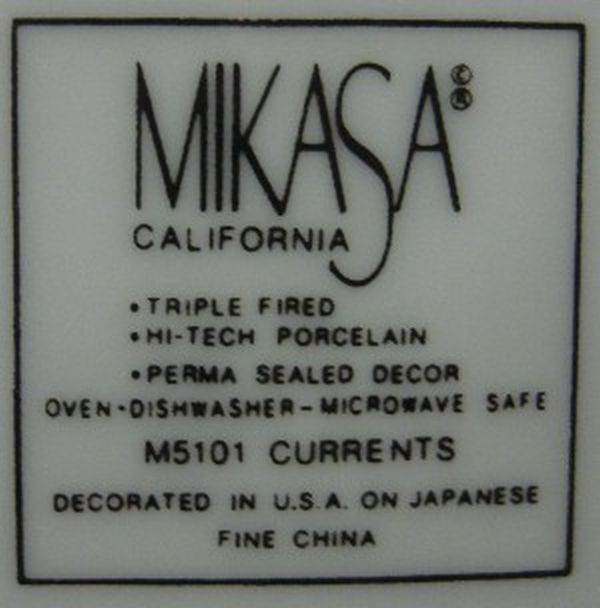 MIKASA ©®
CALIFORNIA
•TRIPLE FIRED
•HI-TECH PORCELAIN
•PERMA SEALED DECOR
OVEN-DISHWASHER-MICROWAVE SAFE
M5101 CURRENTS
DECORATED IN U.S.A. ON JAPANESE
FINE CHINA